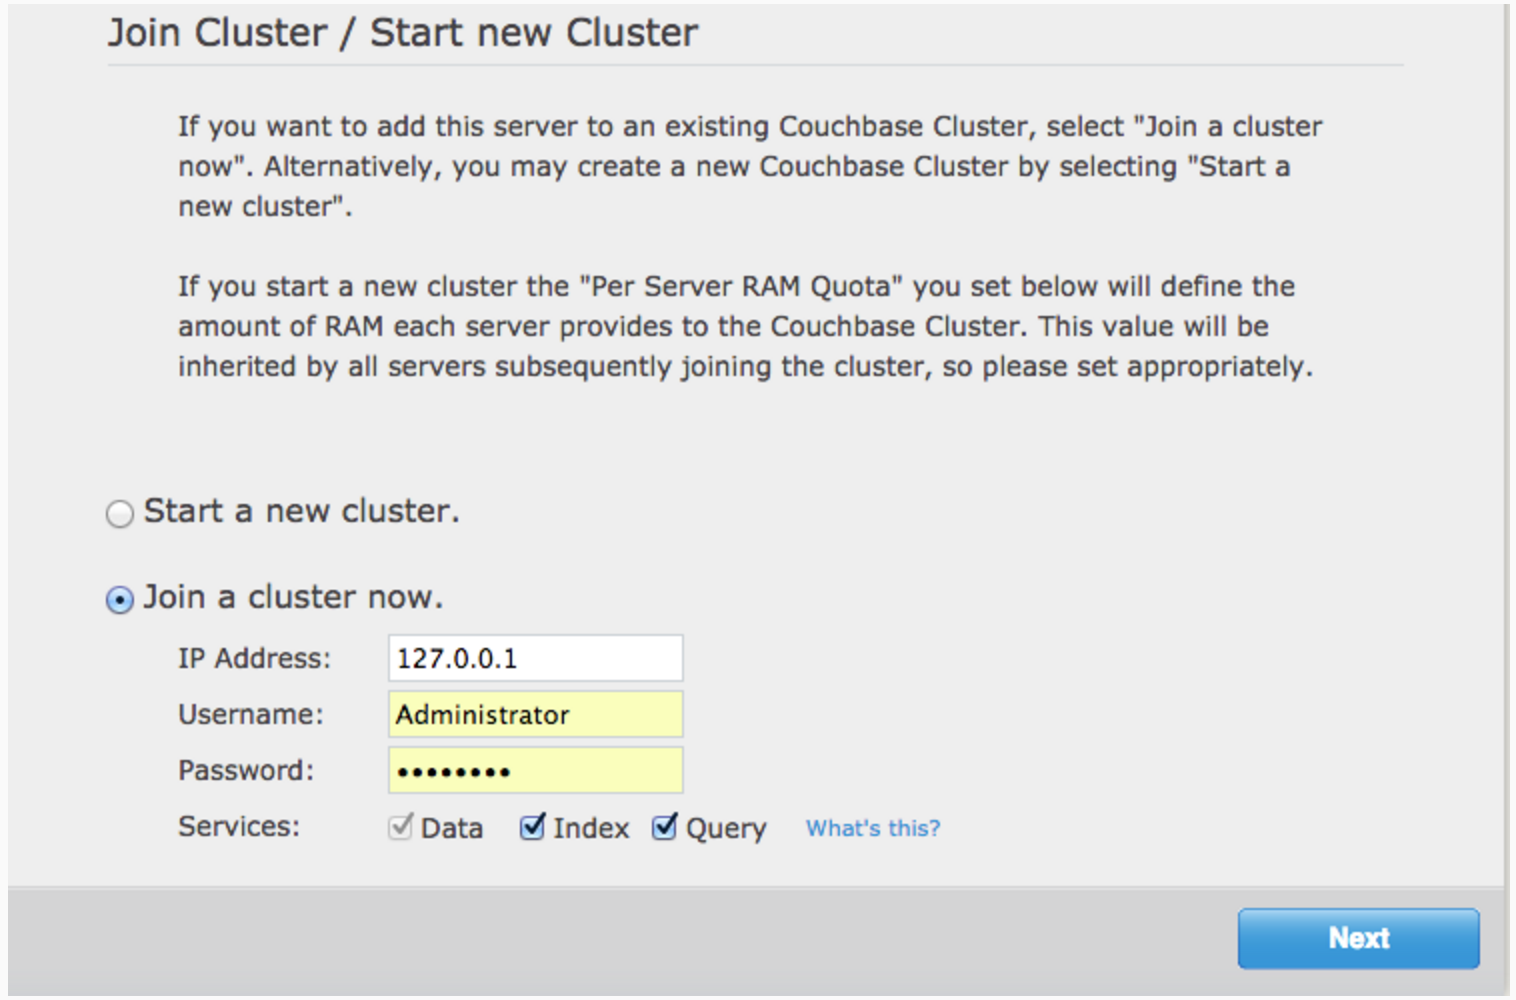 Join Cluster / Start new Cluster
If you want to add this server to an existing Couchbase Cluster, select "Join a cluster
now". Alternatively, you may create a new Couchbase Cluster by selecting "Start a
new cluster".
If you start a new cluster the "Per Server RAM Quota" you set below will define the
amount of RAM each server provides to the Couchbase Cluster. This value will be
inherited by all servers subsequently joining the cluster, so please set appropriately.
Start a new cluster.
Join a cluster now.
IP Address: 127.0.0.1
Username: Administrator
Password: ••••••••
Services: Data Index Query What's this?
Next